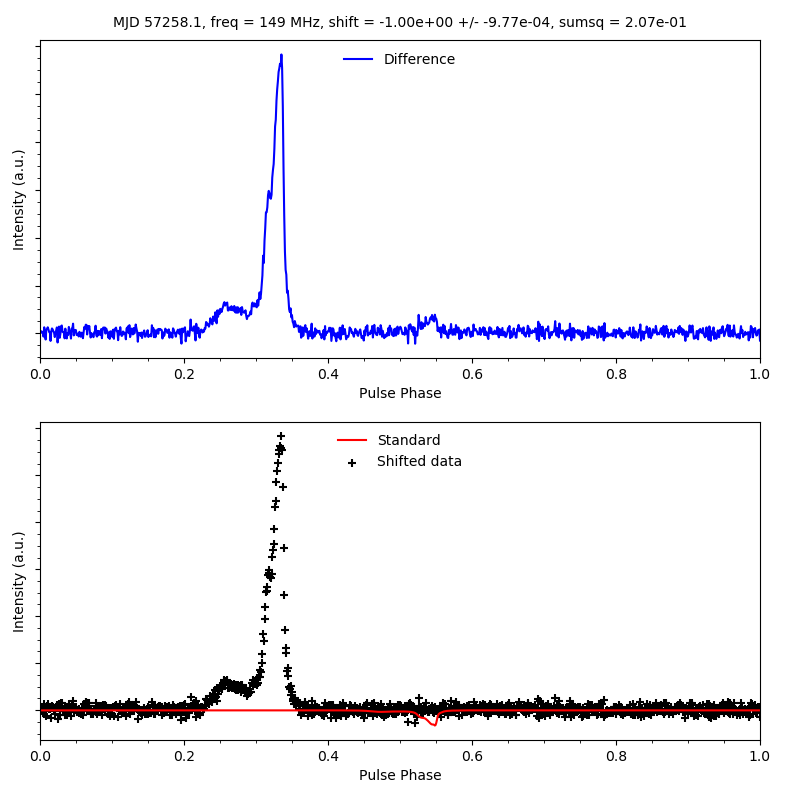 MJD 57258.1, freq = 149 MHz, shift = -1.00e+00 +/- -9.77e-04, sumsq = 2.07e-01
Difference
Intensity (a.u.)
0.0 0.2 0.4 0.6 0.8 1.0
Pulse Phase
Standard
Shifted data
Intensity (a.u.)
0.0 0.2 0.4 0.6 0.8 1.0
Pulse Phase